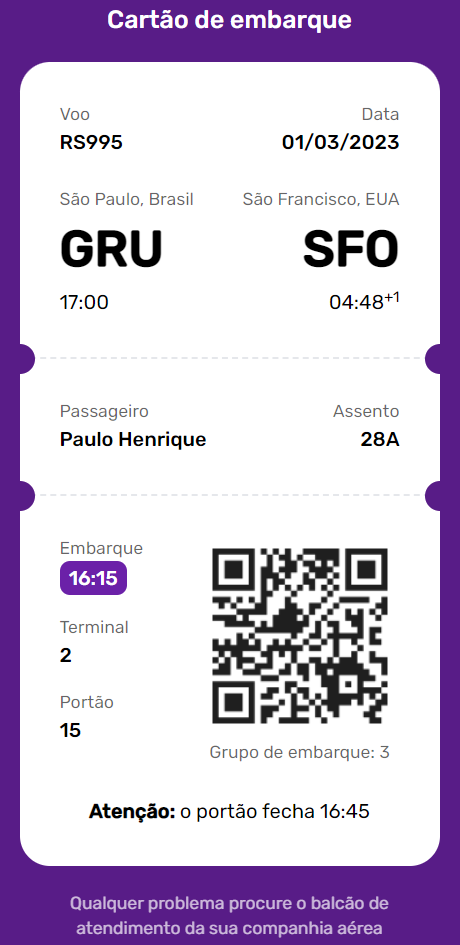 Cartão de embarque
Voo Data
RS995 01/03/2023
São Paulo, Brasil São Francisco, EUA
GRU SFO
17:00 04:48+1
Passageiro Assento
Paulo Henrique 28A
Embarque
16:15
Terminal
2
Portão
15
Grupo de embarque: 3
Atenção: o portão fecha 16:45
Qualquer problema procure o balcão de
atendimento da sua companhia aérea